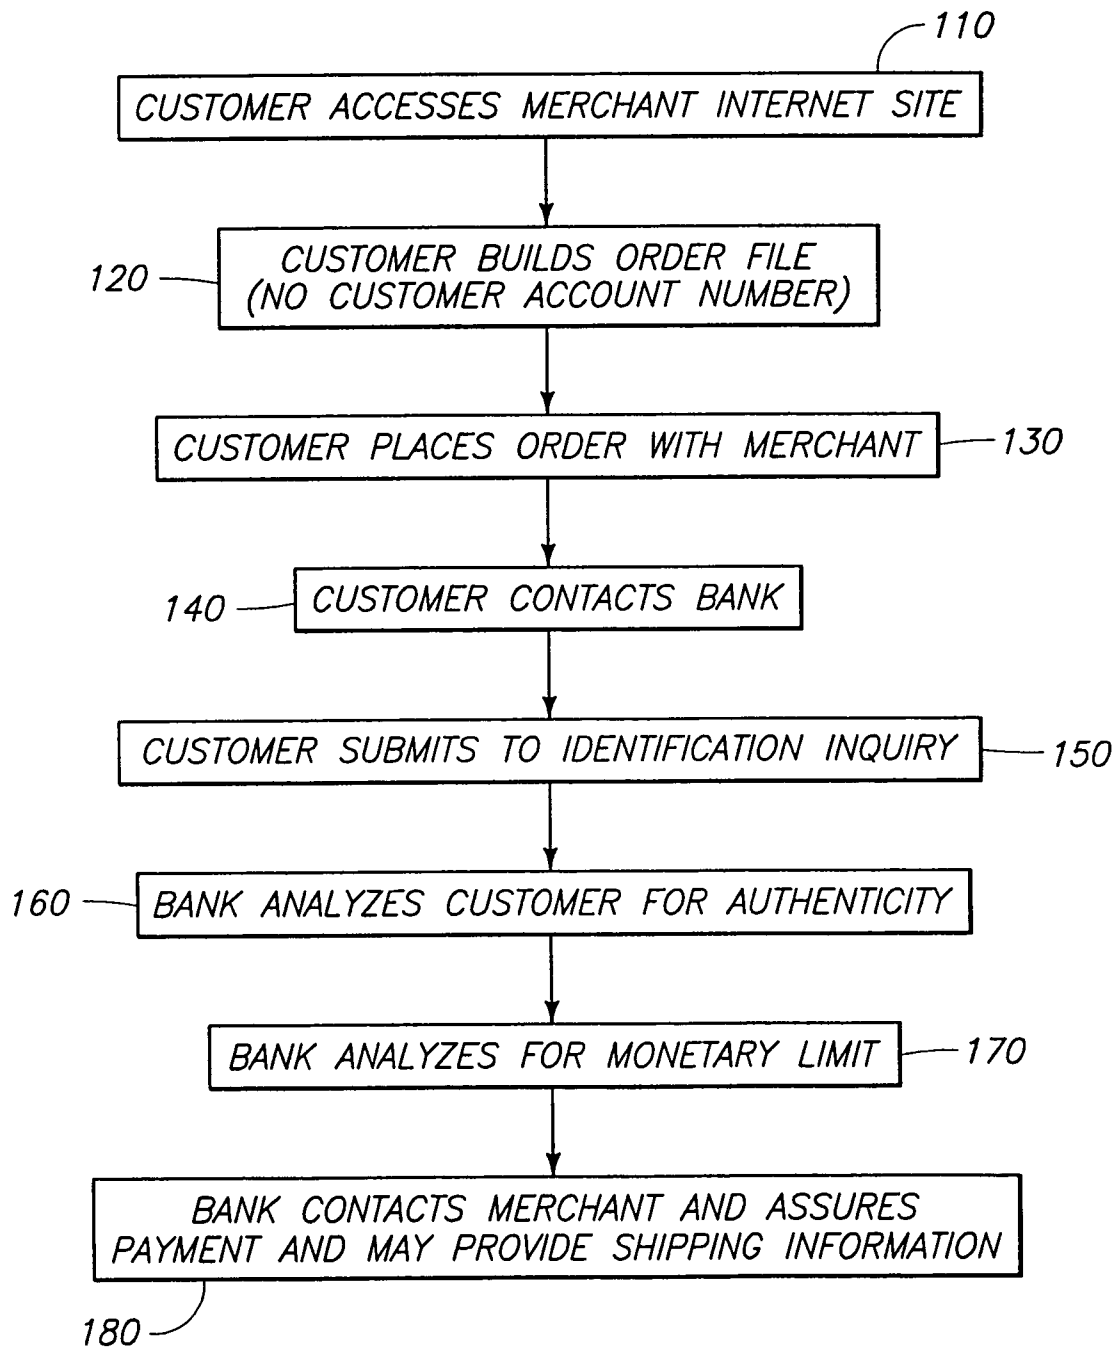 110
CUSTOMER ACCESSES MERCHANT INTERNET SITE
120
CUSTOMER BUILDS ORDER FILE
(NO CUSTOMER ACCOUNT NUMBER)
CUSTOMER PLACES ORDER WITH MERCHANT
130
140
CUSTOMER CONTACTS BANK
CUSTOMER SUBMITS TO IDENTIFICATION INQUIRY
150
160
BANK ANALYZES CUSTOMER FOR AUTHENTICITY
BANK ANALYZES FOR MONETARY LIMIT
170
BANK CONTACTS MERCHANT AND ASSURES
PAYMENT AND MAY PROVIDE SHIPPING INFORMATION
180